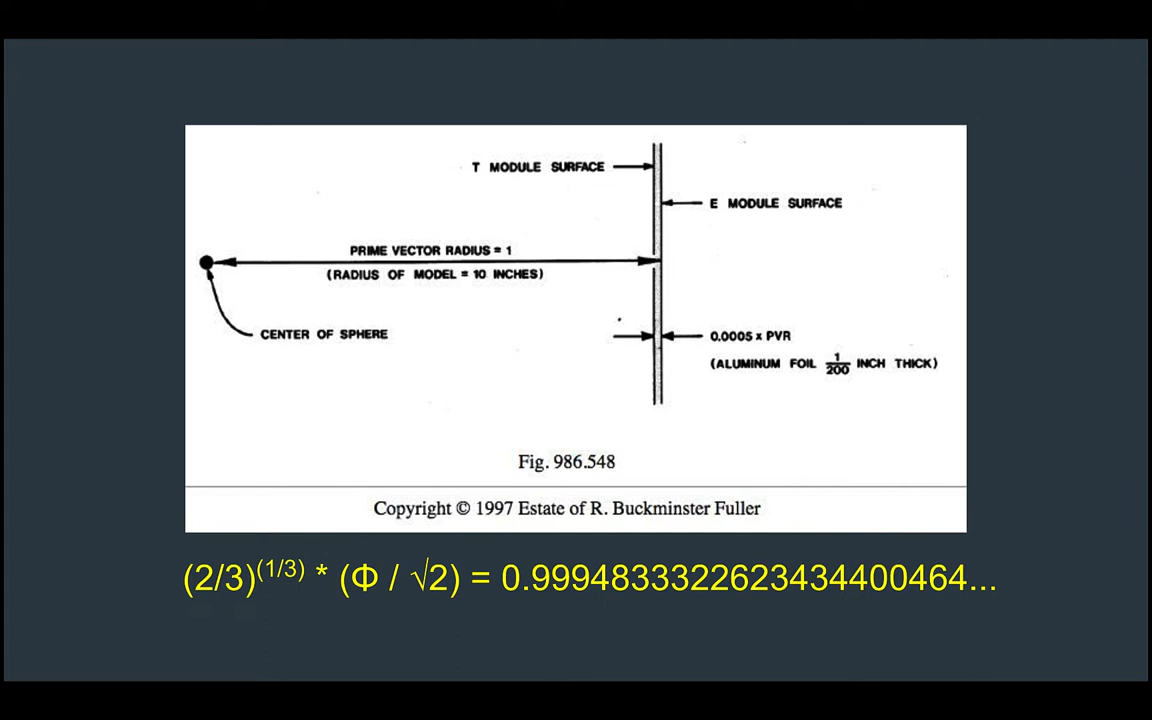 T MODULE SURFACE
E MODULE SURFACE
PRIME VECTOR RADIUS = 1
(RADIUS OF MODEL = 10 INCHES)
CENTER OF SPHERE
0.0005 x PVR
(ALUMINUM FOIL 1/200 INCH THICK)
Fig. 986.548
Copyright © 1997 Estate of R. Buckminster Fuller
(2/3)^(1/3) * (Φ / √2) = 0.9994833322623434400464...